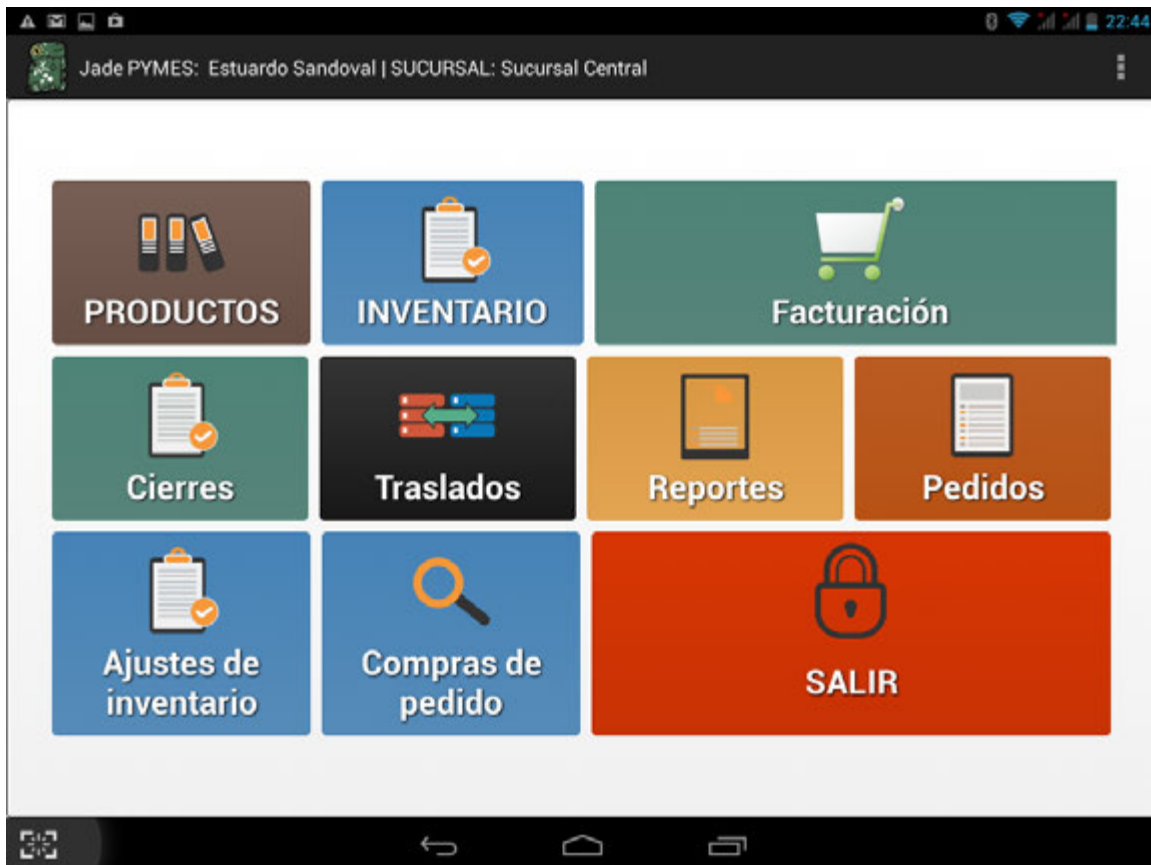 22:44
Jade PYMES: Estuardo Sandoval | SUCURSAL: Sucursal Central
PRODUCTOS
INVENTARIO
Facturación
Cierres
Traslados
Reportes
Pedidos
Ajustes de
inventario
Compras de
pedido
SALIR